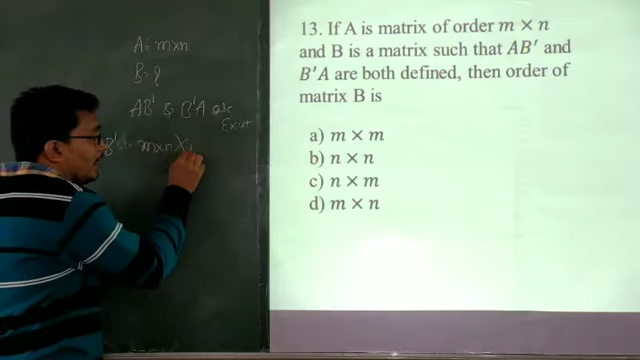 A = m×n.
B = ?
AB' & B'A are
Exist
B' m×n X
13. If A is matrix of order m × n
and B is a matrix such that AB′ and
B′A are both defined, then order of
matrix B is
a) m × m
b) n × n
c) n × m
d) m × n